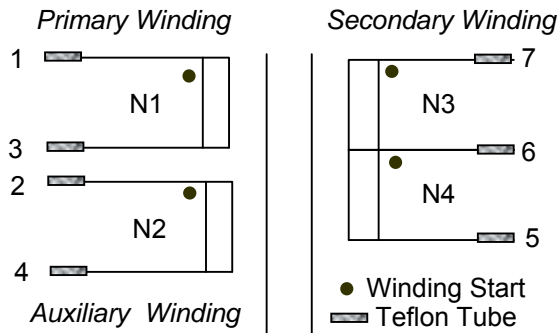 Primary Winding
Secondary Winding
1
7
N1
N3
3
6
2
N2
N4
5
4
Winding Start
Auxiliary Winding
Teflon Tube